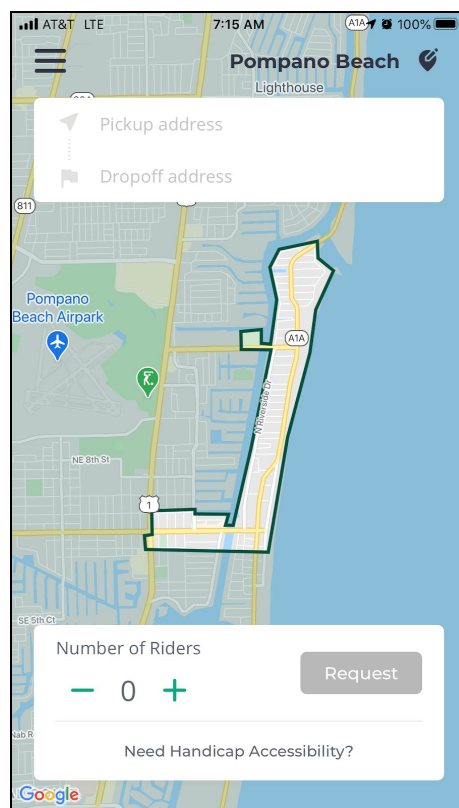 AT&T LTE 7:15 AM A1A 100%
Pompano Beach
Lighthouse
Pickup address
Dropoff address
811
Pompano
Beach Airpark
A1A
N Riverside Dr
NE 8th St
1
SE 5th Ct
Number of Riders
Request
0
Need Handicap Accessibility?
Google